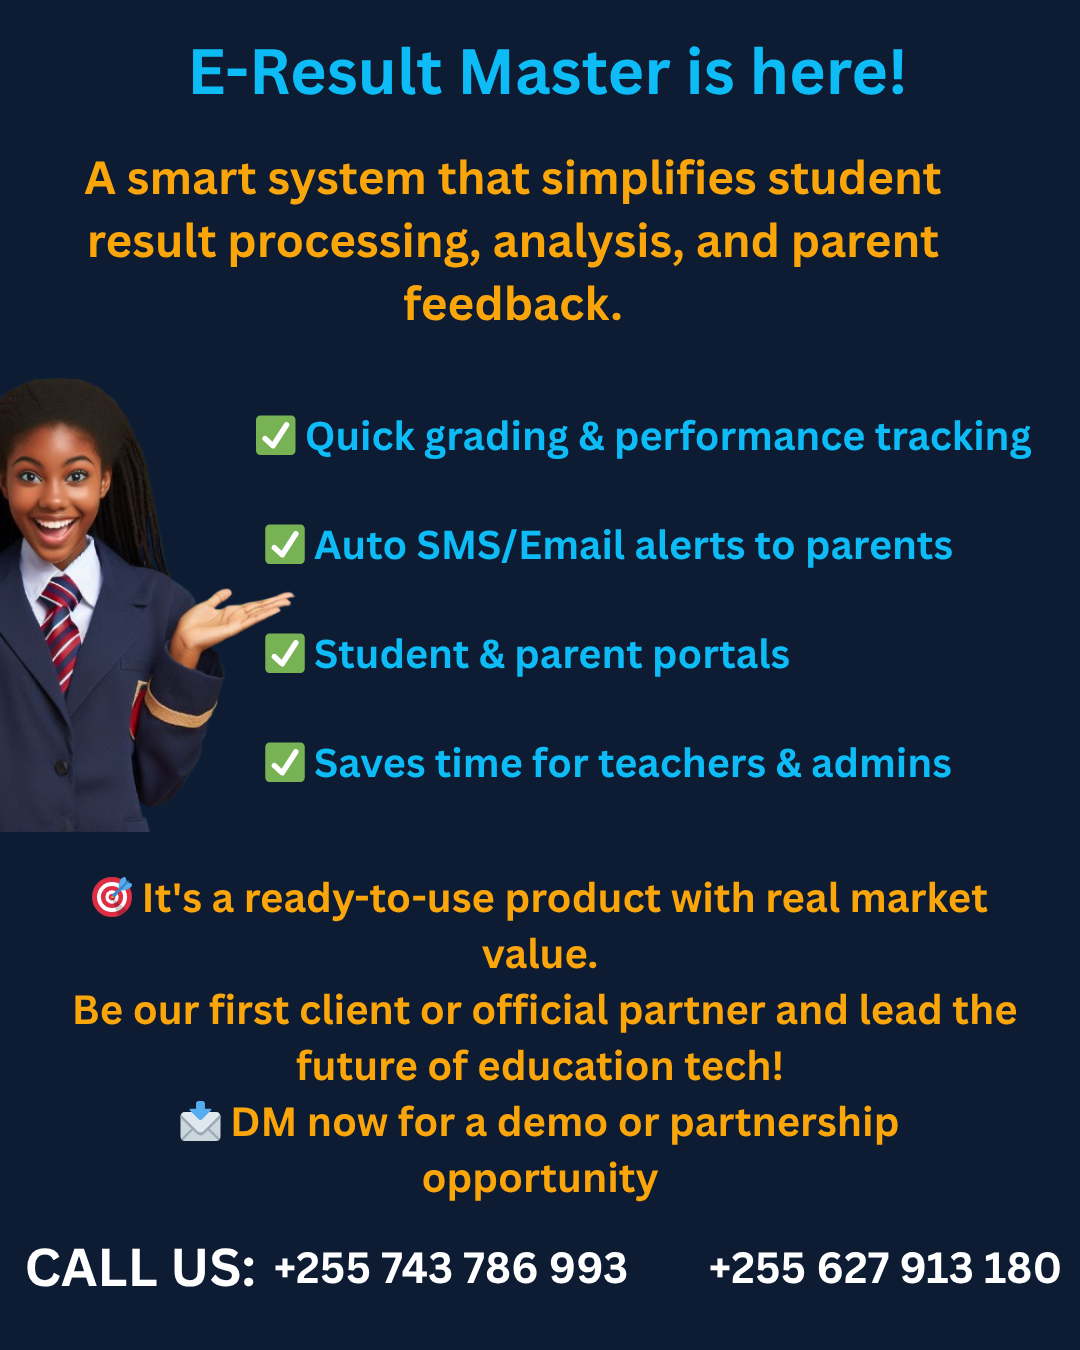 E-Result Master is here!
A smart system that simplifies student
result processing, analysis, and parent
feedback.
✅ Quick grading & performance tracking
✅ Auto SMS/Email alerts to parents
✅ Student & parent portals
✅ Saves time for teachers & admins
🎯 It's a ready-to-use product with real market
value.
Be our first client or official partner and lead the
future of education tech!
📩 DM now for a demo or partnership
opportunity
CALL US: +255 743 786 993 +255 627 913 180